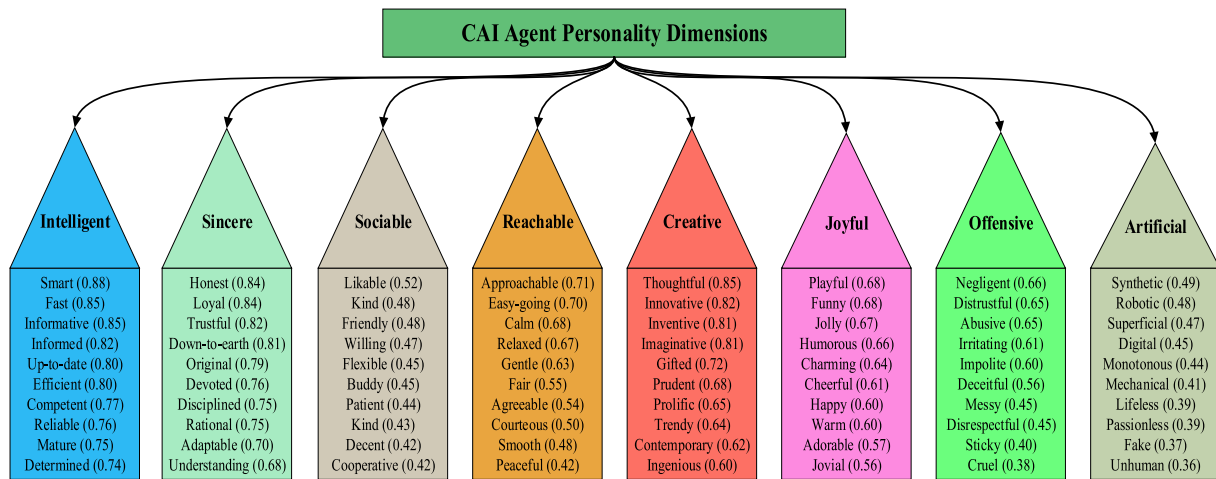 CAI Agent Personality Dimensions
Intelligent
Smart (0.88)
Fast (0.85)
Informative (0.85)
Informed (0.82)
Up-to-date (0.80)
Efficient (0.80)
Competent (0.77)
Reliable (0.76)
Mature (0.75)
Determined (0.74)
Sincere
Honest (0.84)
Loyal (0.84)
Trustful (0.82)
Down-to-earth (0.81)
Original (0.79)
Devoted (0.76)
Disciplined (0.75)
Rational (0.75)
Adaptable (0.70)
Understanding (0.68)
Sociable
Likable (0.52)
Kind (0.48)
Friendly (0.48)
Willing (0.47)
Flexible (0.45)
Buddy (0.45)
Patient (0.44)
Kind (0.43)
Decent (0.42)
Cooperative (0.42)
Reachable
Approachable (0.71)
Easy-going (0.70)
Calm (0.68)
Relaxed (0.67)
Gentle (0.63)
Fair (0.55)
Agreeable (0.54)
Courteous (0.50)
Smooth (0.48)
Peaceful (0.42)
Creative
Thoughtful (0.85)
Innovative (0.82)
Inventive (0.81)
Imaginative (0.81)
Gifted (0.72)
Prudent (0.68)
Prolific (0.65)
Trendy (0.64)
Contemporary (0.62)
Ingenious (0.60)
Joyful
Playful (0.68)
Funny (0.68)
Jolly (0.67)
Humorous (0.66)
Charming (0.64)
Cheerful (0.61)
Happy (0.60)
Warm (0.60)
Adorable (0.57)
Jovial (0.56)
Offensive
Negligent (0.66)
Distrustful (0.65)
Abusive (0.65)
Irritating (0.61)
Impolite (0.60)
Deceitful (0.56)
Messy (0.45)
Disrespectful (0.45)
Sticky (0.40)
Cruel (0.38)
Artificial
Synthetic (0.49)
Robotic (0.48)
Superficial (0.47)
Digital (0.45)
Monotonous (0.44)
Mechanical (0.41)
Lifeless (0.39)
Passionless (0.39)
Fake (0.37)
Unhuman (0.36)